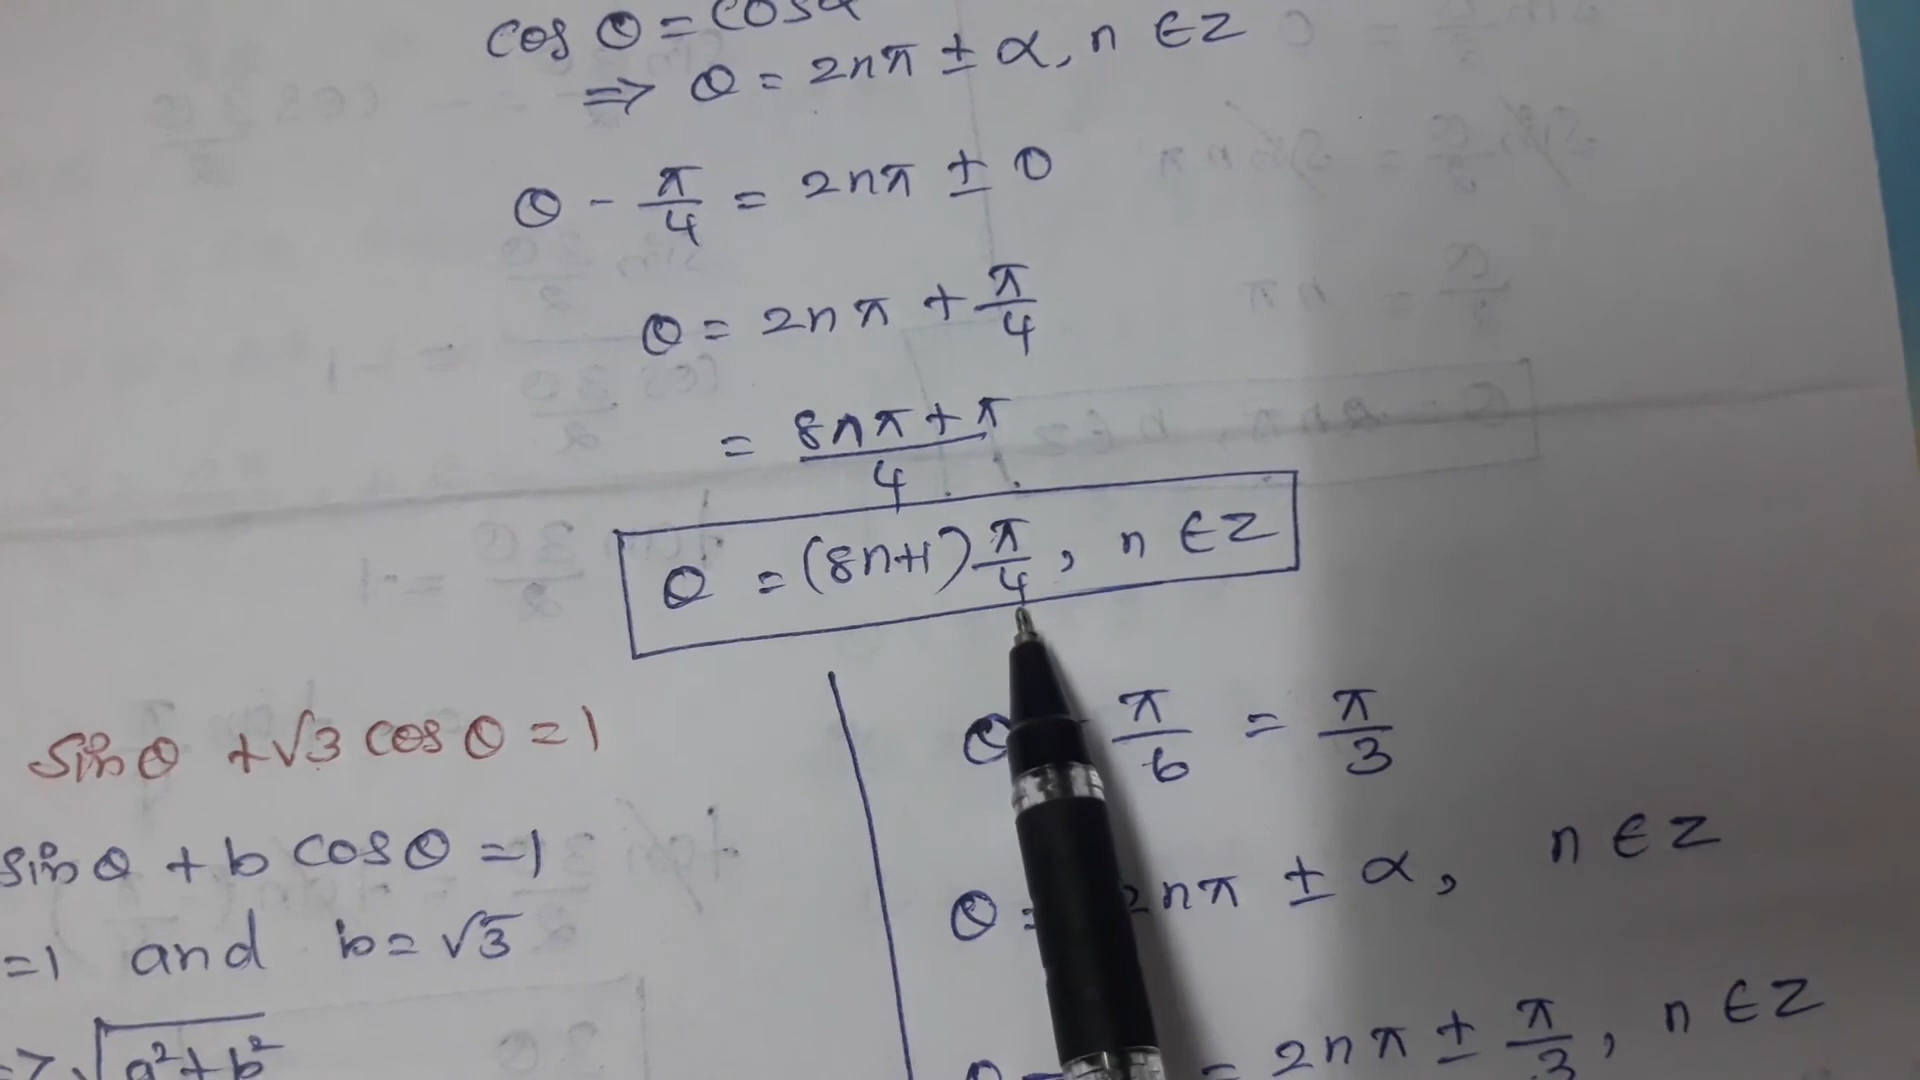 cos θ = cos α
⇒ θ = 2nπ ± α, n ∈ Z
θ - π/4 = 2nπ ± 0
θ = 2nπ + π/4
= (8nπ + π)/4
θ = (8n+1) π/4, n ∈ Z
sin θ + √3 cos θ = 1
sin θ + b cos θ = 1
=1 and b = √3
=> √(a² + b²)
θ - π/6 = π/3
θ = 2nπ ± α, n ∈ Z
= 2nπ ± π/3, n ∈ Z